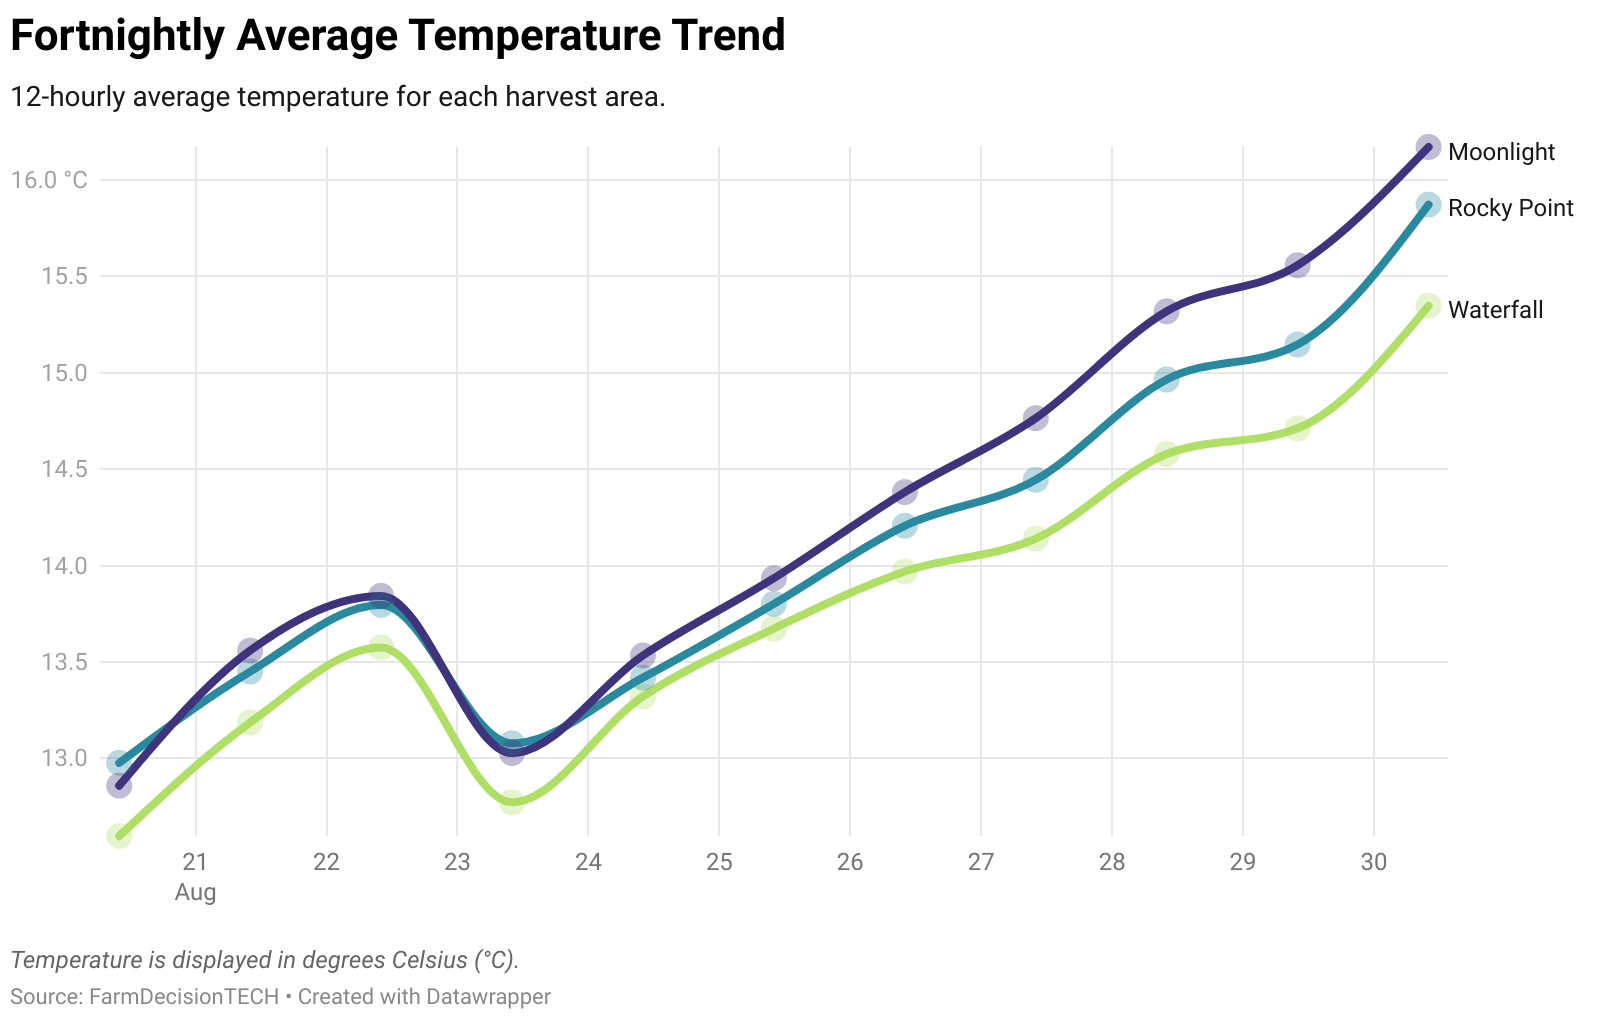 Fortnightly Average Temperature Trend
12-hourly average temperature for each harvest area.
Moonlight
16.0 °C
Rocky Point
15.5
Waterfall
15.0
14.5
14.0
13.5
13.0
21 22 23 24 25 26 27 28 29 30
Aug
Temperature is displayed in degrees Celsius (°C).
Source: FarmDecisionTECH • Created with Datawrapper